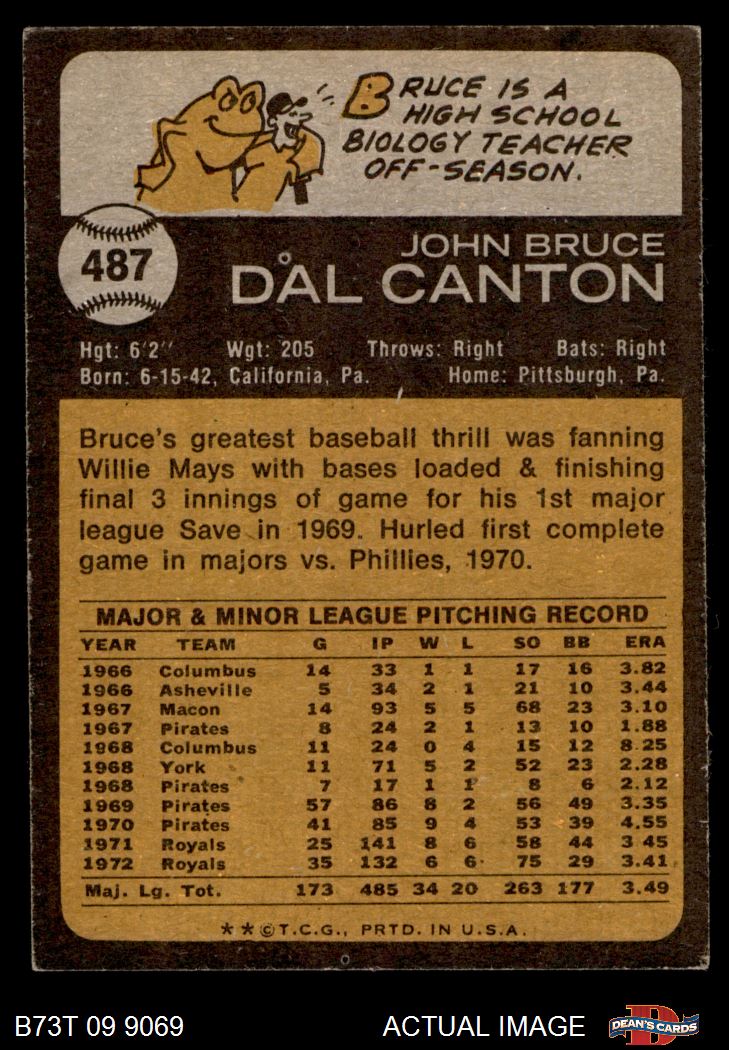 BRUCE IS A
HIGH SCHOOL
BIOLOGY TEACHER
OFF-SEASON.
487
JOHN BRUCE
DAL CANTON
Hgt: 6'2'' Wgt: 205 Throws: Right Bats: Right
Born: 6-15-42, California, Pa. Home: Pittsburgh, Pa.
Bruce's greatest baseball thrill was fanning
Willie Mays with bases loaded & finishing
final 3 innings of game for his 1st major
league Save in 1969. Hurled first complete
game in majors vs. Phillies, 1970.
MAJOR & MINOR LEAGUE PITCHING RECORD
YEAR TEAM G IP W L SO BB ERA
1966 Columbus 14 33 1 1 17 16 3.82
1966 Asheville 5 34 2 1 21 10 3.44
1967 Macon 14 93 5 5 68 23 3.10
1967 Pirates 8 24 2 1 13 10 1.88
1968 Columbus 11 24 0 4 15 12 8.25
1968 York 11 71 5 2 52 23 2.28
1968 Pirates 7 17 1 1 8 6 2.12
1969 Pirates 57 86 8 2 56 49 3.35
1970 Pirates 41 85 9 4 53 39 4.55
1971 Royals 25 141 8 6 58 44 3 45
1972 Royals 35 132 6 6 75 29 3.41
Maj. Lg. Tot. 173 485 34 20 263 177 3.49
**©T.C.G., PRTD. IN U.S.A.
B73T 09 9069 ACTUAL IMAGE DEAN'S CARDS